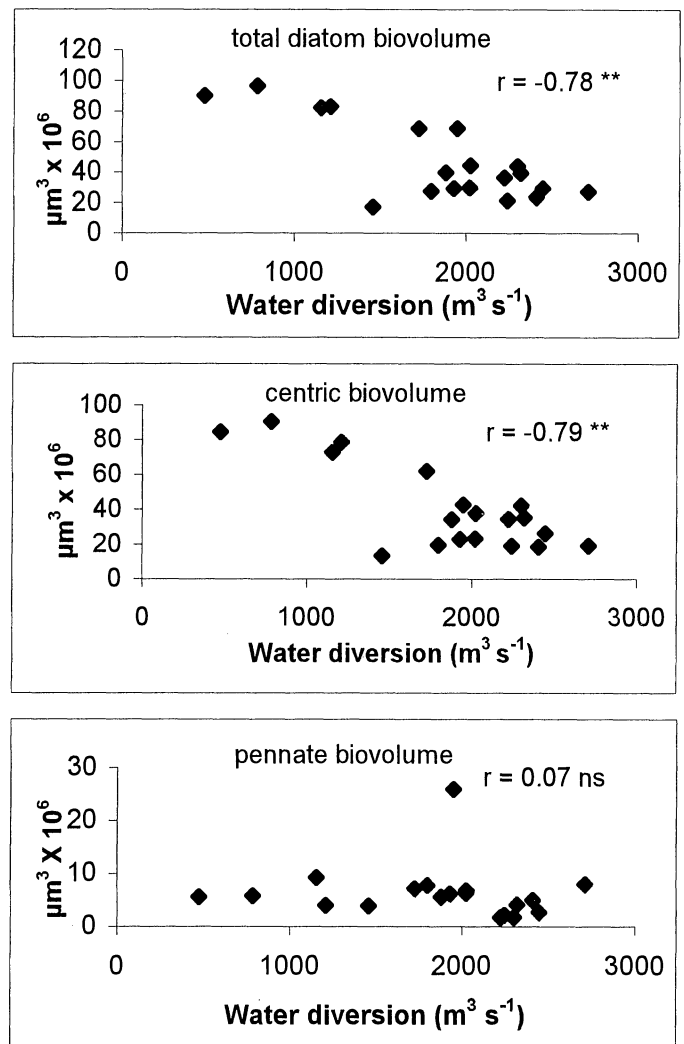 total diatom biovolume
r = -0.78 **
120
100
80
60
40
20
0
µm³ x 10⁶
0 1000 2000 3000
Water diversion (m³ s⁻¹)
centric biovolume
r = -0.79 **
100
80
60
40
20
0
µm³ x 10⁶
0 1000 2000 3000
Water diversion (m³ s⁻¹)
pennate biovolume
r = 0.07 ns
30
20
10
0
µm³ X 10⁶
0 1000 2000 3000
Water diversion (m³ s⁻¹)